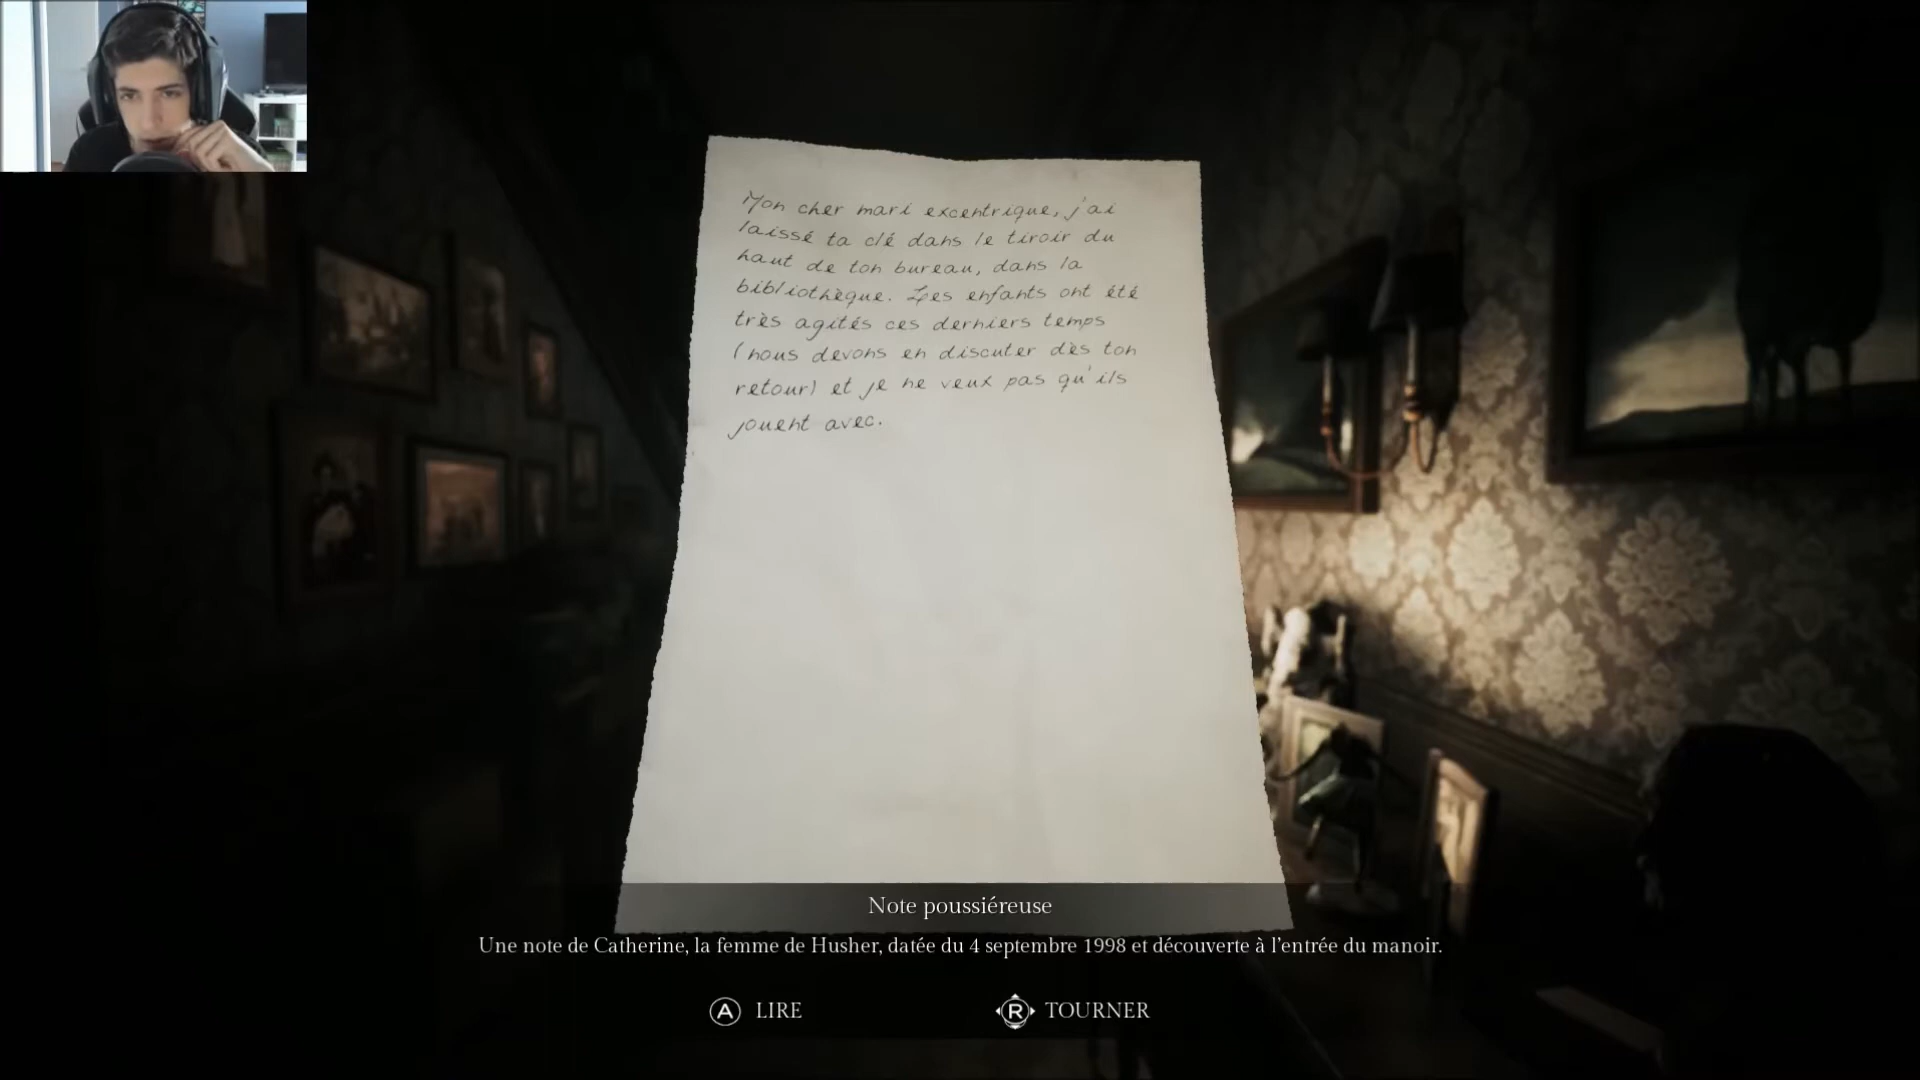 Mon cher mari excentrique, j'ai
laissé ta clé dans le tiroir du
haut de ton bureau, dans la
bibliothèque. Les enfants ont été
très agités ces derniers temps
(nous devons en discuter dès ton
retour) et je ne veux pas qu'ils
jouent avec.
Note poussiéreuse
Une note de Catherine, la femme de Husher, datée du 4 septembre 1998 et découverte à l'entrée du manoir.
A LIRE R TOURNER